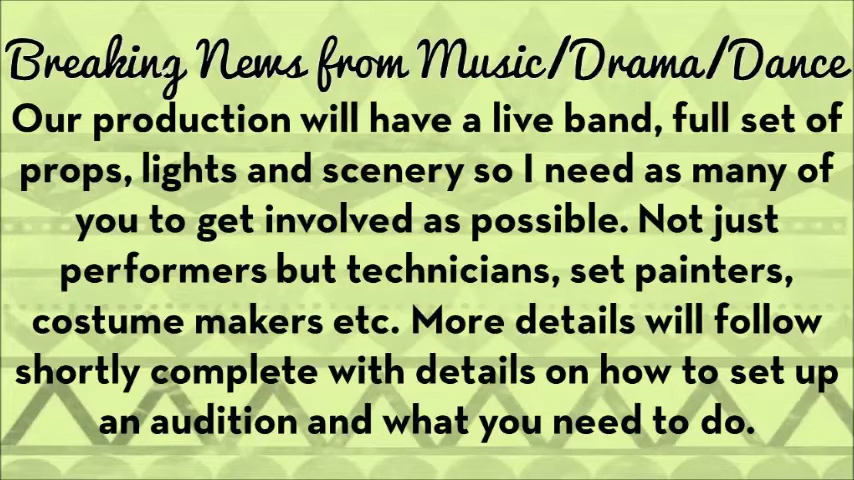 Breaking News from Music/Drama/Dance
Our production will have a live band, full set of
props, lights and scenery so I need as many of
you to get involved as possible. Not just
performers but technicians, set painters,
costume makers etc. More details will follow
shortly complete with details on how to set up
an audition and what you need to do.